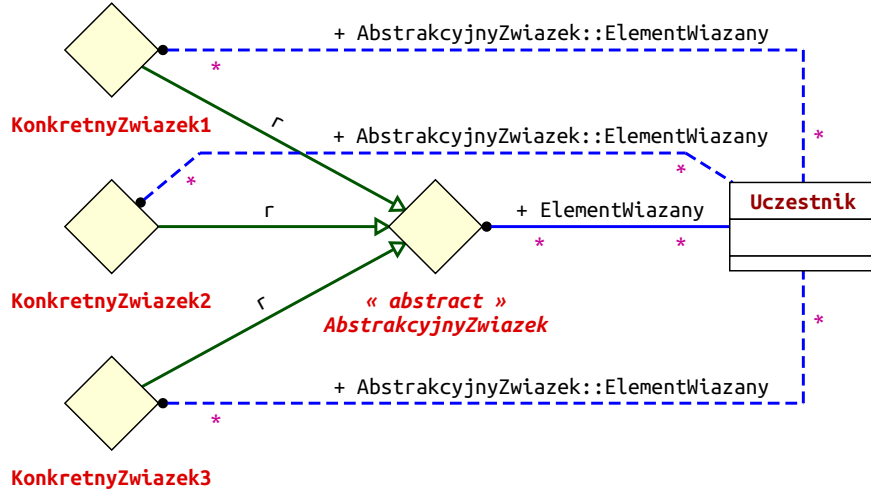 + AbstrakcyjnyZwiazek::ElementWiazany
*
r
KonkretnyZwiazek1
+ AbstrakcyjnyZwiazek::ElementWiazany
*
*
*
Uczestnik
r
+ ElementWiazany
*
*
KonkretnyZwiazek2
r
« abstract »
AbstrakcyjnyZwiazek
*
+ AbstrakcyjnyZwiazek::ElementWiazany
*
KonkretnyZwiazek3